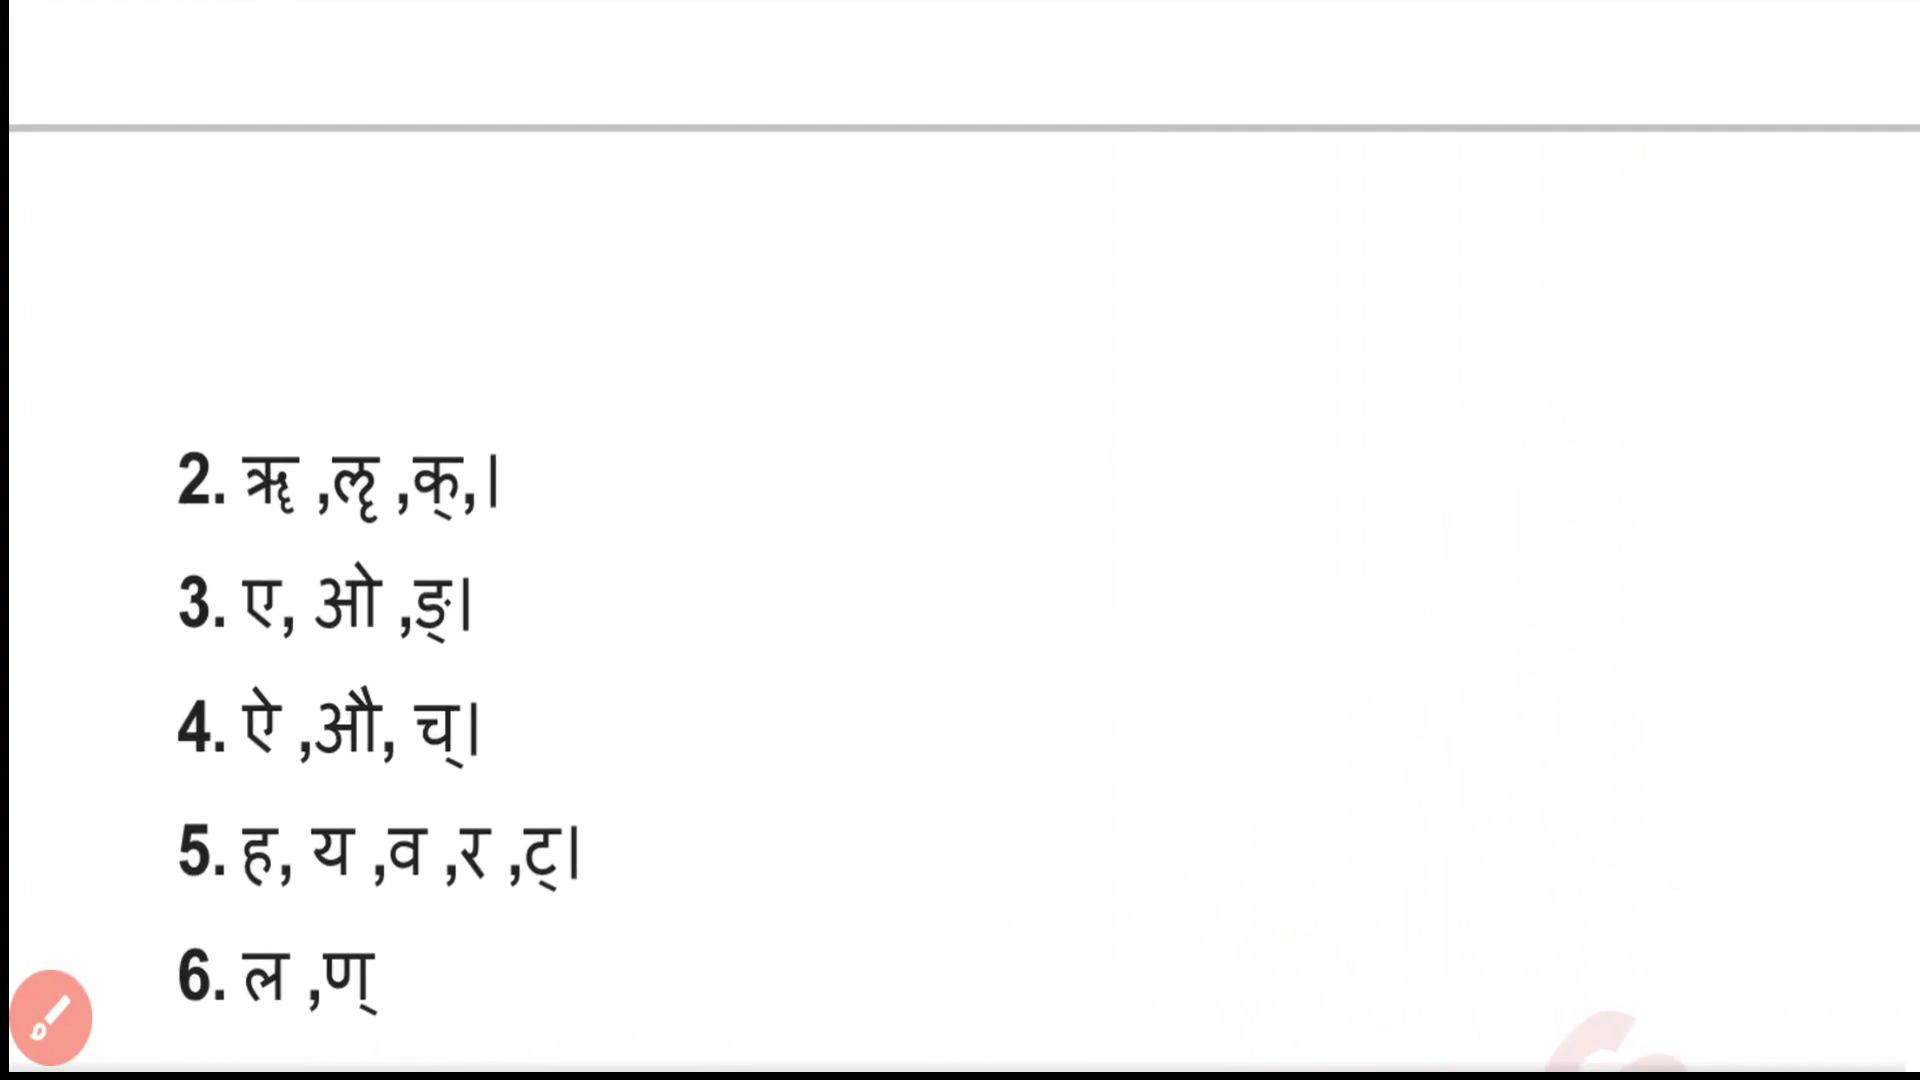 2. ऋ ,लृ ,क्,।
3. ए, ओ ,ङ्।
4. ऐ ,औ, च्।
5. ह, य ,व ,र ,ट्।
6. ल ,ण्